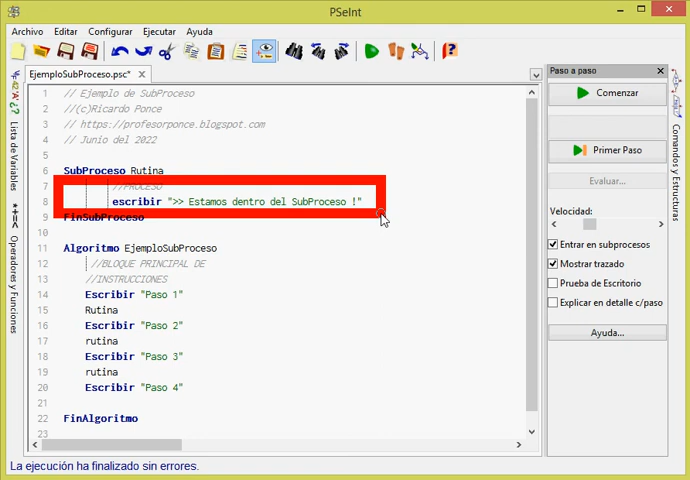 PSeInt
Archivo Editar Configurar Ejecutar Ayuda
EjemploSubProceso.psc*
Lista de Variables
Operadores y Funciones
1 // Ejemplo de SubProceso
2 //(c)Ricardo Ponce
3 // https://profesorponce.blogspot.com
4 // Junio del 2022
5
6 SubProceso Rutina
7 //PROCESO
8 escribir ">> Estamos dentro del SubProceso !"
9 FinSubProceso
10
11 Algoritmo EjemploSubProceso
12 //BLOQUE PRINCIPAL DE
13 //INSTRUCCIONES
14 Escribir "Paso 1"
15 Rutina
16 Escribir "Paso 2"
17 rutina
18 Escribir "Paso 3"
19 rutina
20 Escribir "Paso 4"
21
22 FinAlgoritmo
23
Paso a paso
Comenzar
Primer Paso
Evaluar...
Velocidad:
Entrar en subprocesos
Mostrar trazado
Prueba de Escritorio
Explicar en detalle c/paso
Ayuda...
Comandos y Estructuras
La ejecución ha finalizado sin errores.